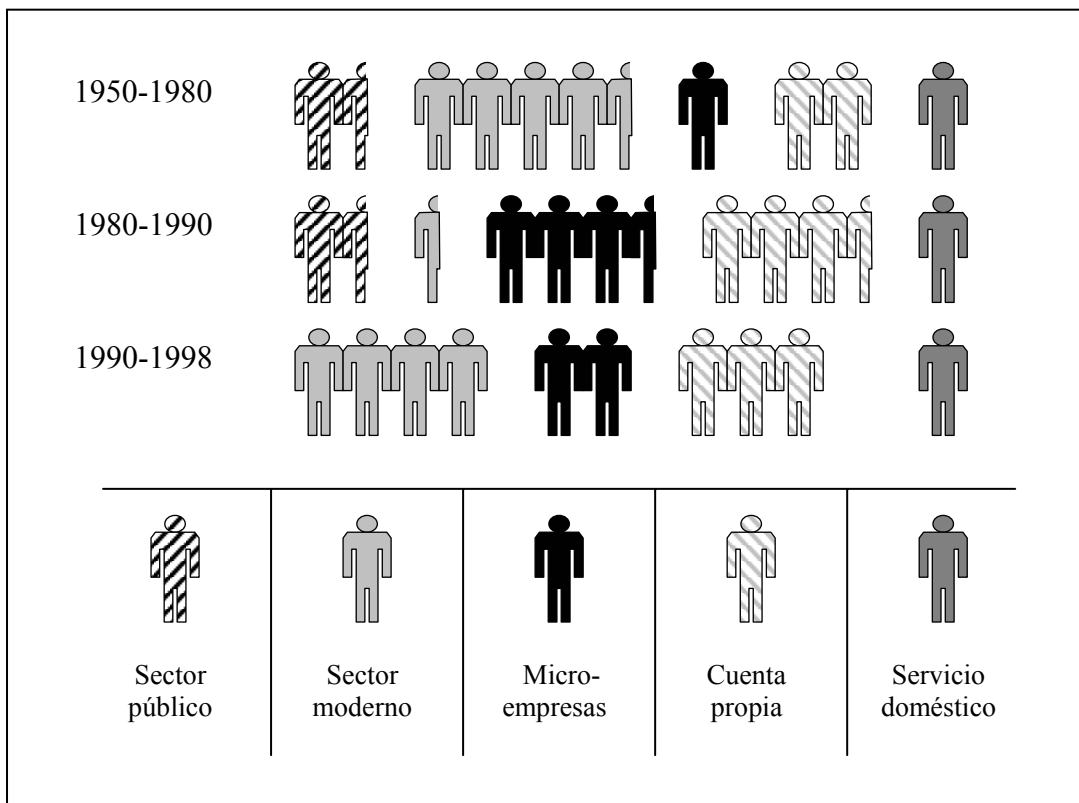 1950-1980
1980-1990
1990-1998
Sector público
Sector moderno
Micro-empresas
Cuenta propia
Servicio doméstico